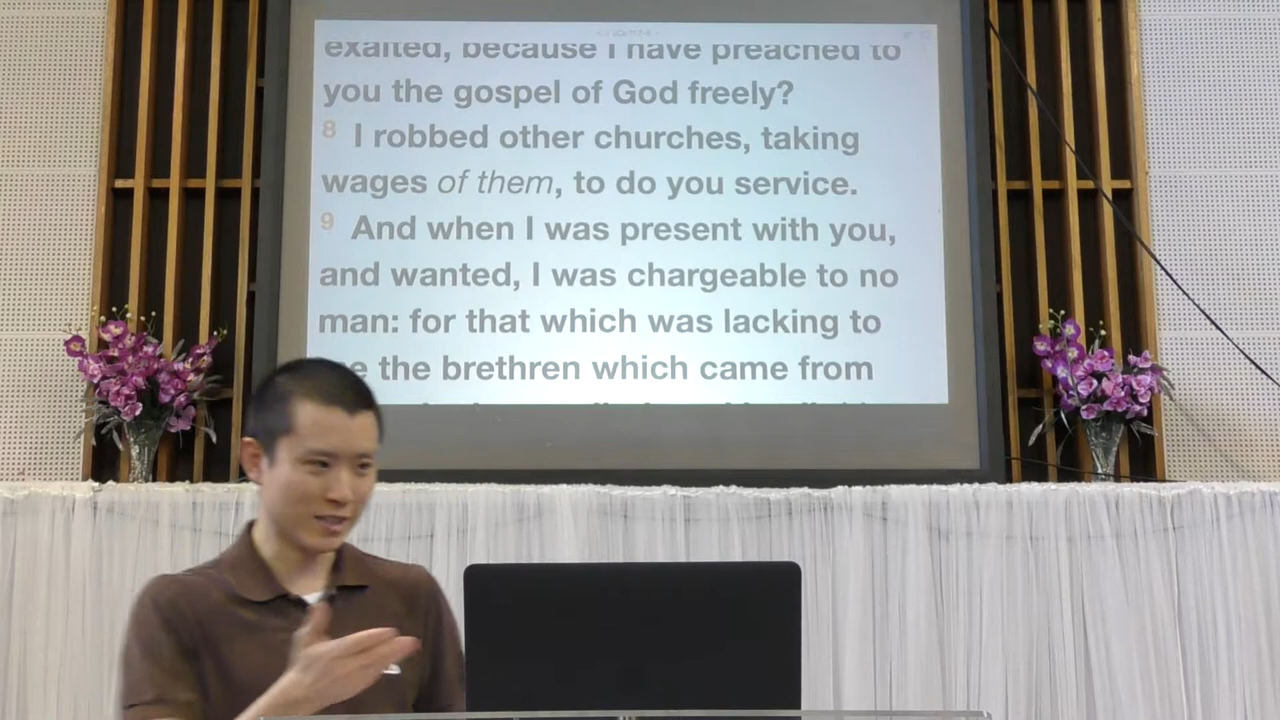 exalted, because I have preached to
you the gospel of God freely?
8 I robbed other churches, taking
wages of them, to do you service.
9 And when I was present with you,
and wanted, I was chargeable to no
man: for that which was lacking to
the brethren which came from